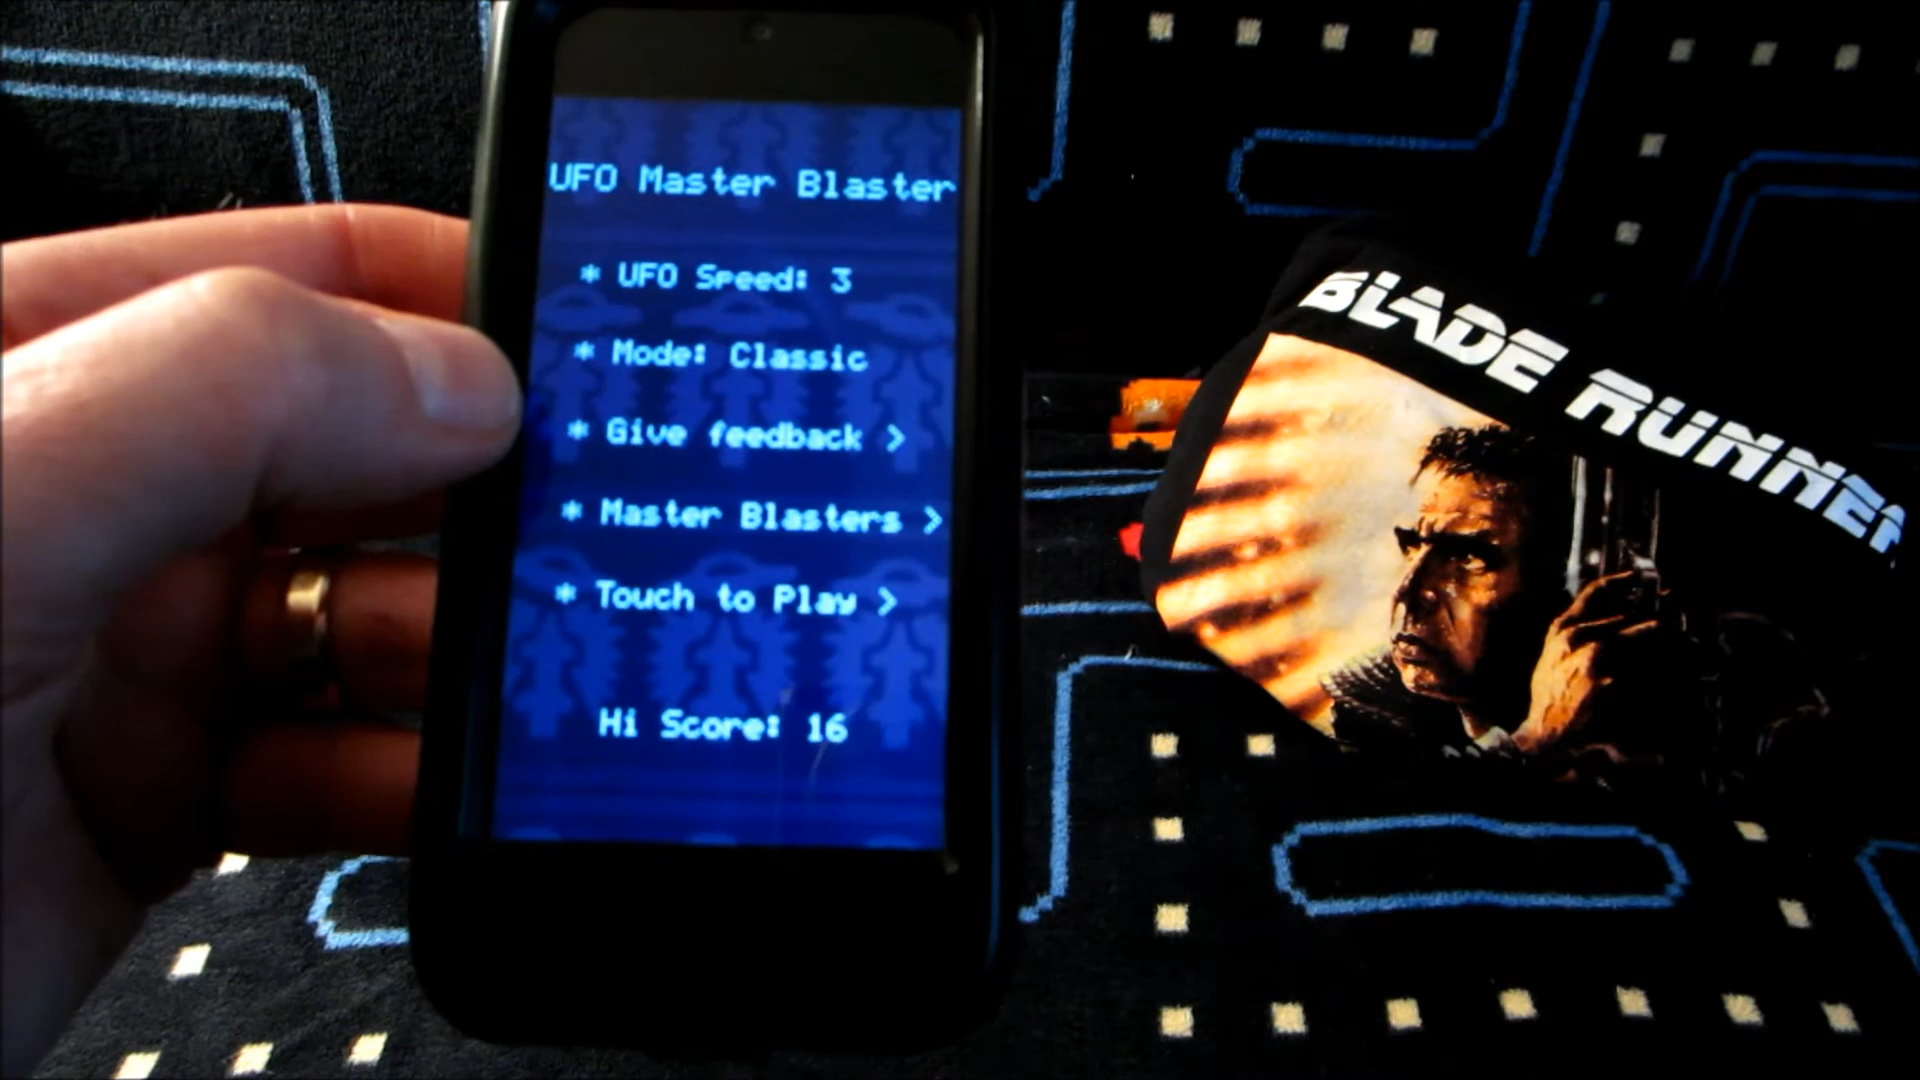 UFO Master Blaster
* UFO Speed: 3
* Mode: Classic
* Give feedback >
* Master Blasters >
* Touch to Play >
Hi Score: 16
BLADE RUNNER